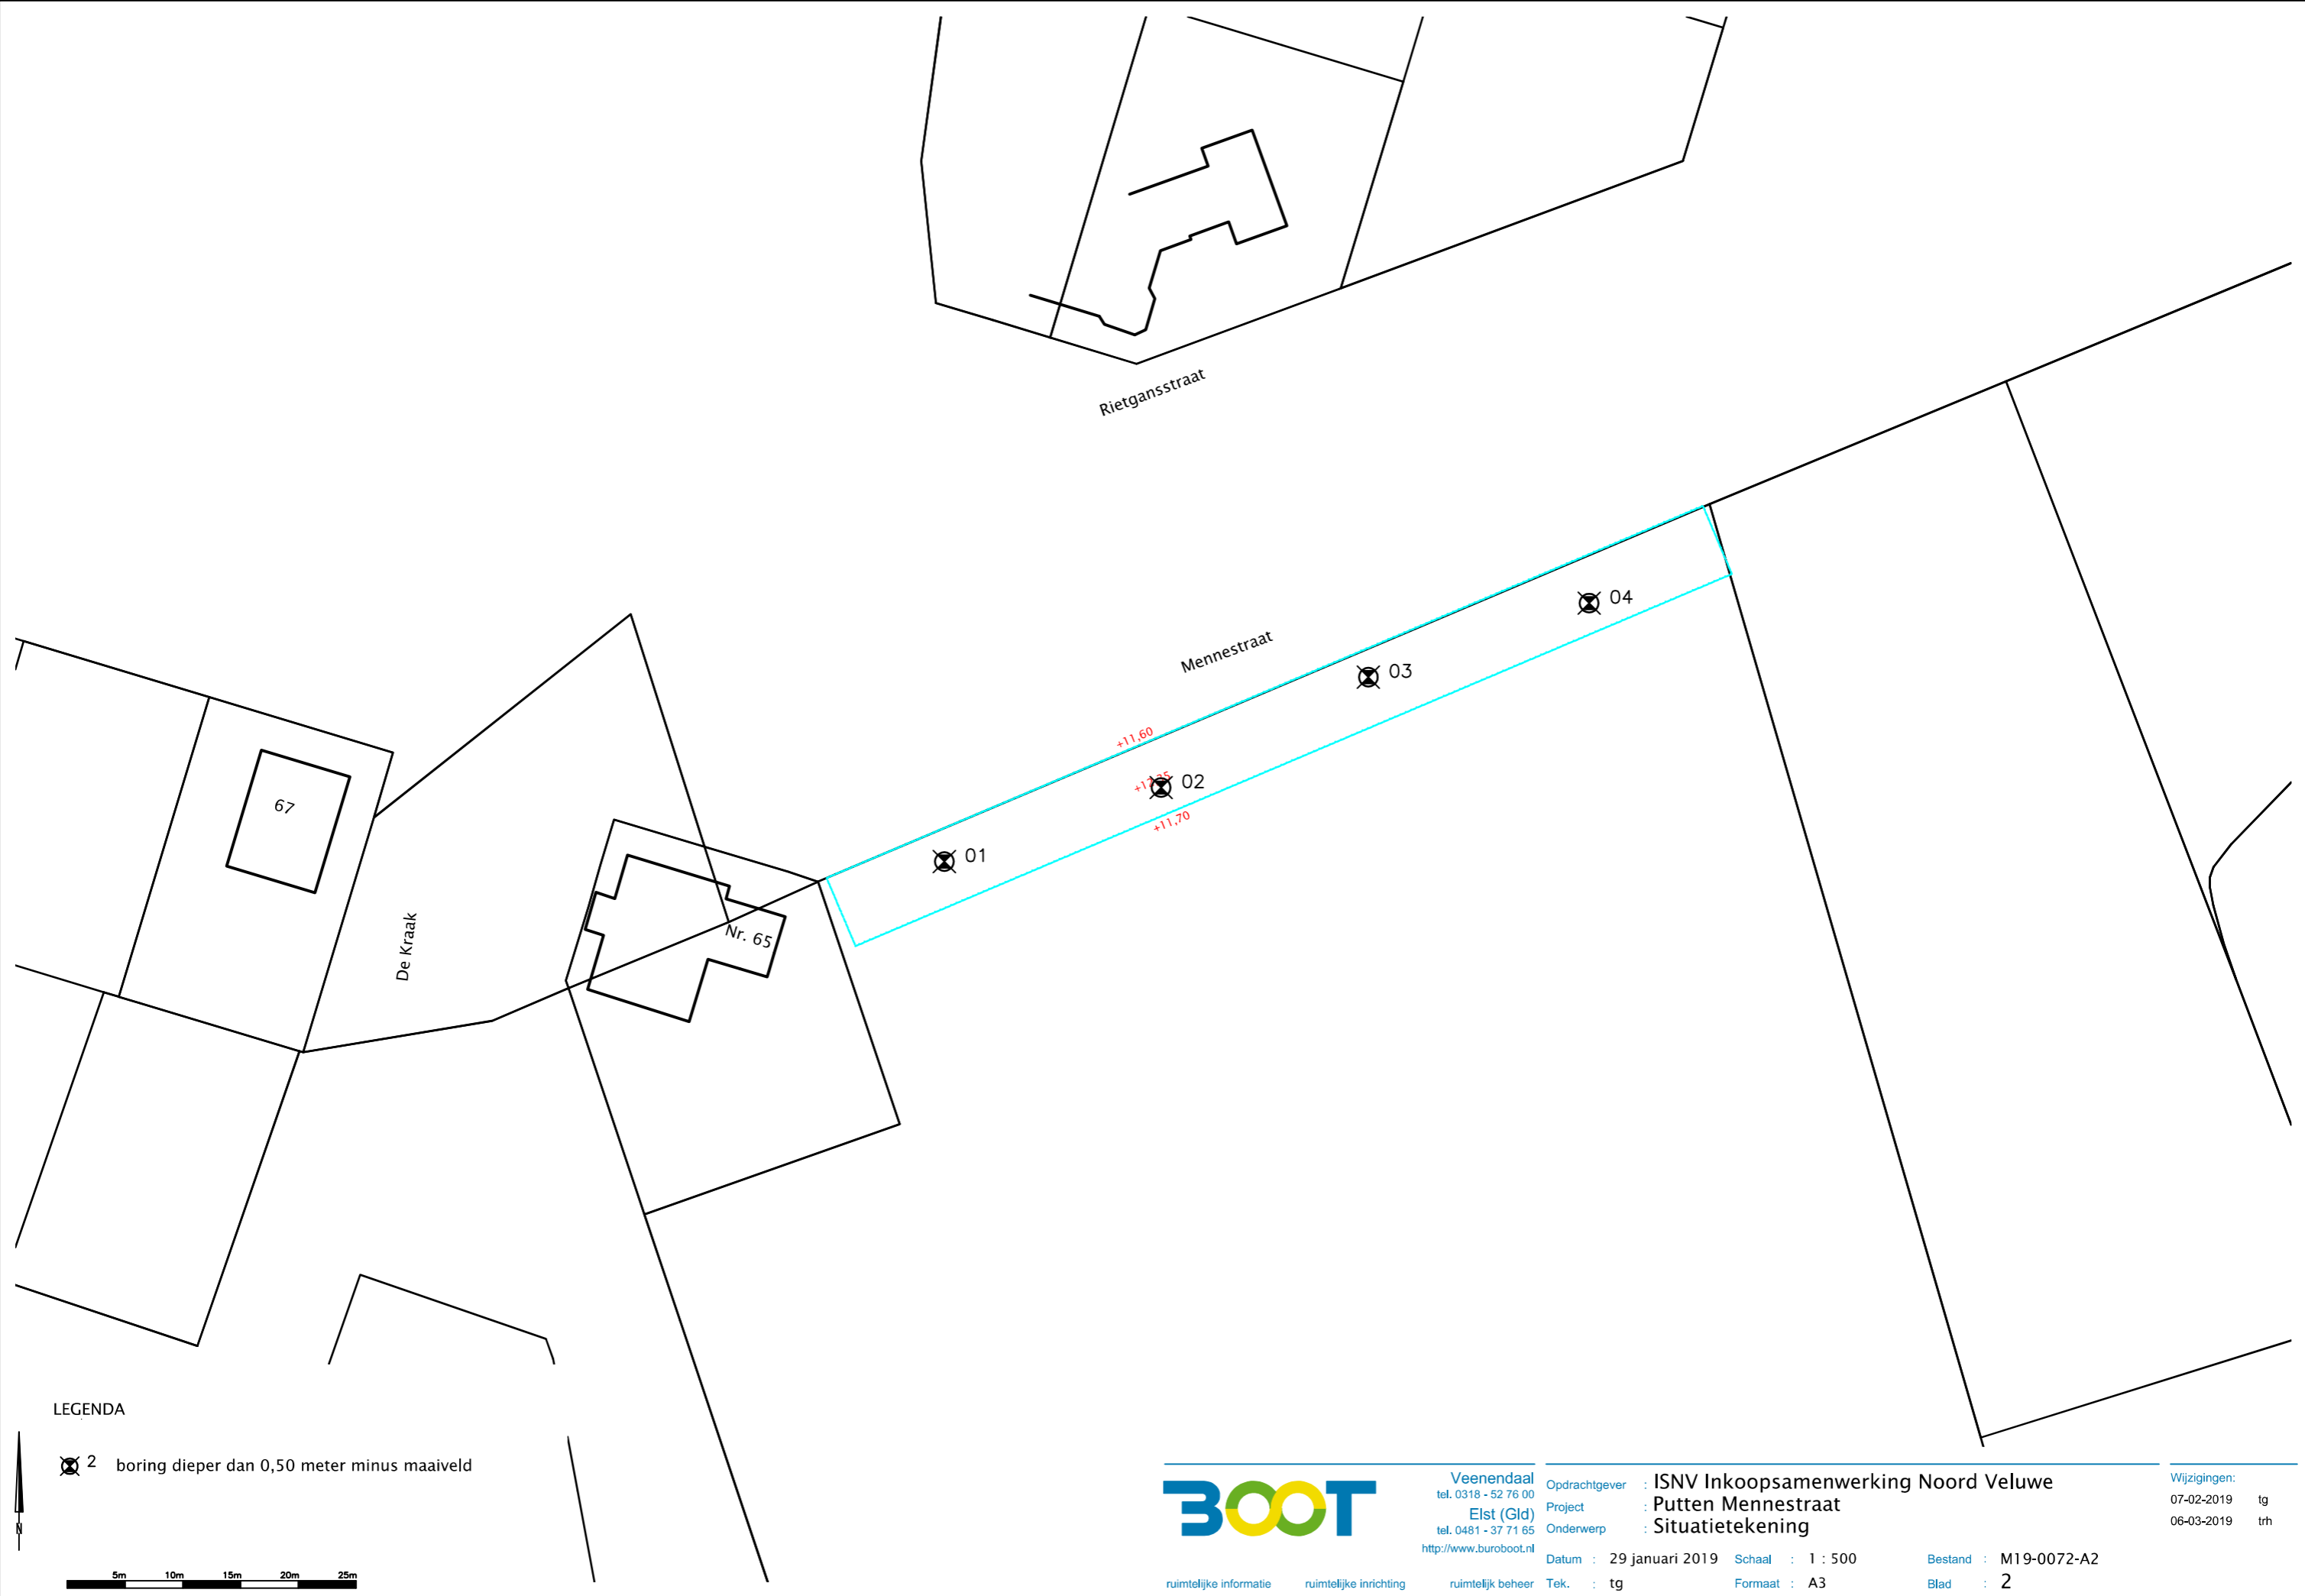 Rietgansstraat
Mennestraat
04
03
+11,60
02
+11,70
01
67
Nr. 65
De Kraak
LEGENDA
2 boring dieper dan 0,50 meter minus maaiveld
N
5m 10m 15m 20m 25m
BOOT
Veenendaal
tel. 0318 - 52 76 00
Elst (Gld)
tel. 0481 - 37 71 65
http://www.buroboot.nl
ruimtelijke informatie ruimtelijke inrichting ruimtelijk beheer
Opdrachtgever : ISNV Inkoopsamenwerking Noord Veluwe
Project : Putten Mennestraat
Onderwerp : Situatietekening
Datum : 29 januari 2019 Schaal : 1 : 500 Bestand : M19-0072-A2
Tek. : tg Formaat : A3 Blad : 2
Wijzigingen:
07-02-2019 tg
06-03-2019 trh